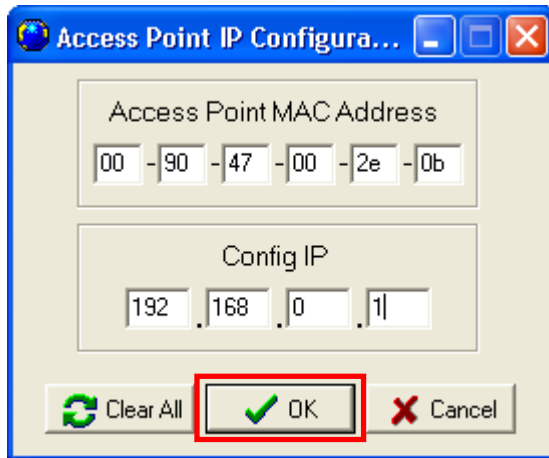 Access Point IP Configura...
Access Point MAC Address
00 -90 -47 -00 -2e -0b
Config IP
192 .168 .0 .1
Clear All OK Cancel